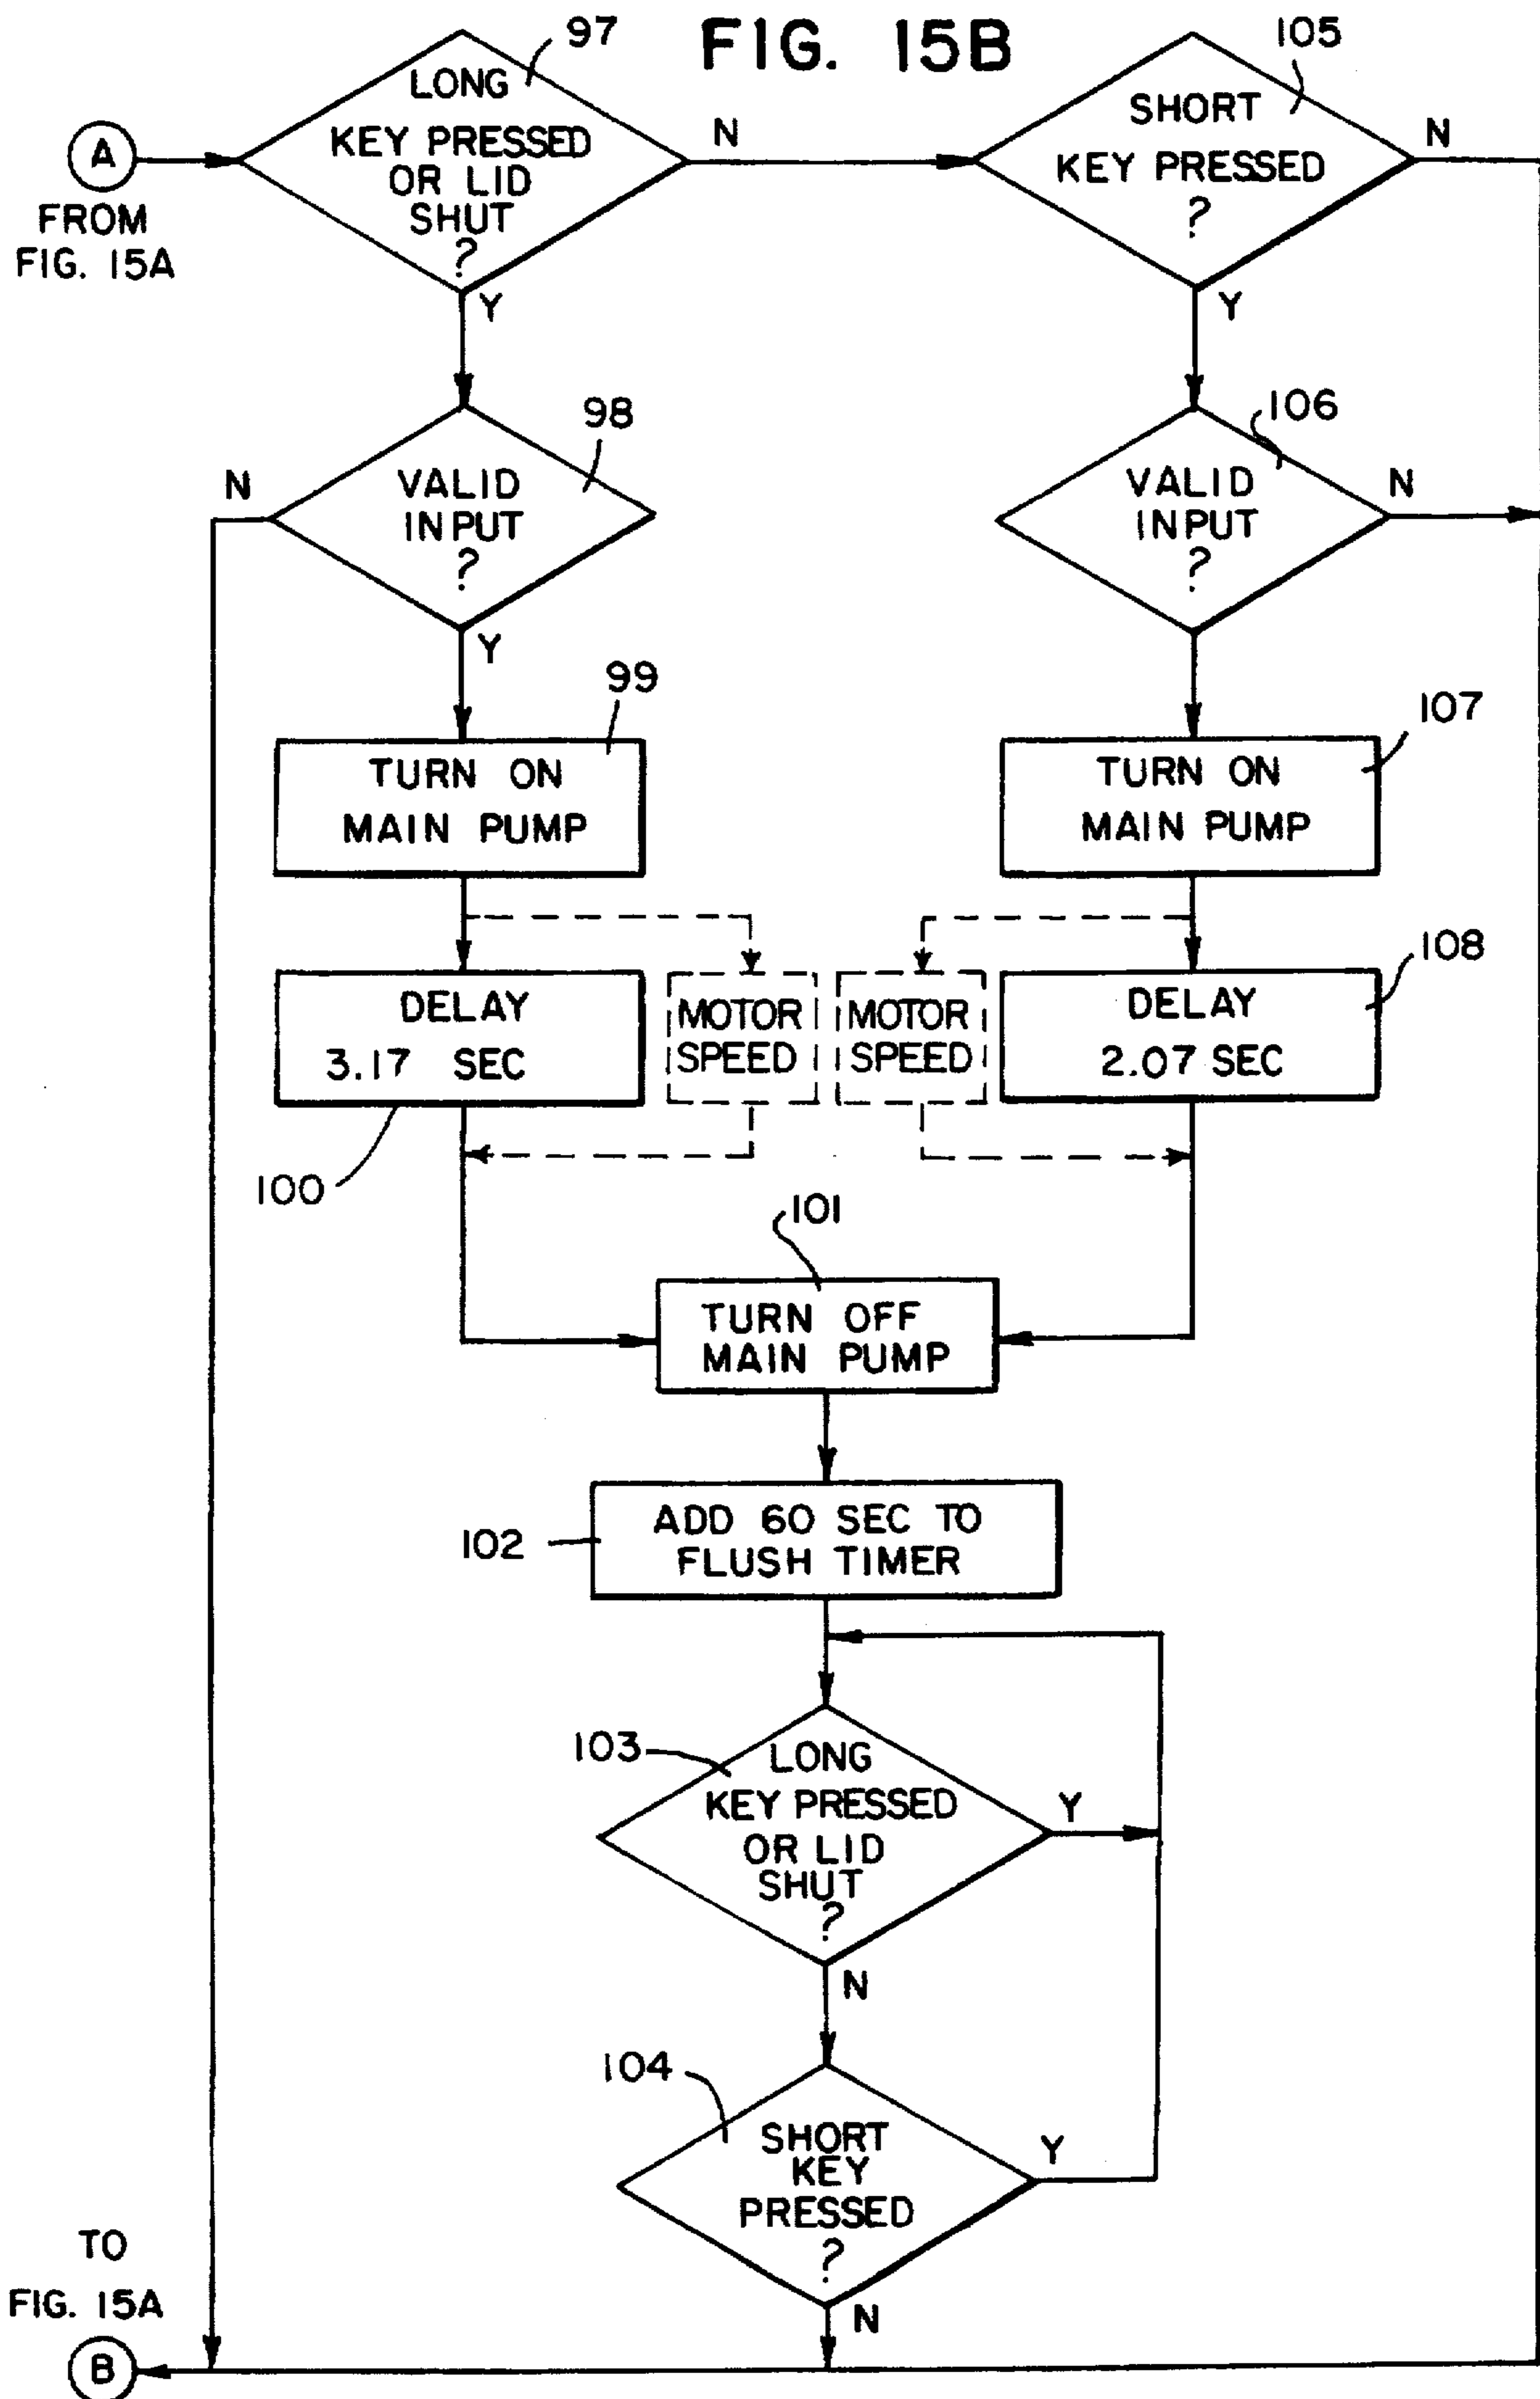 FIG. 15B
97
LONG
KEY PRESSED
OR LID
SHUT
?
A
FROM
FIG. 15A
N
Y
105
SHORT
KEY PRESSED
?
N
Y
98
VALID
INPUT
?
N
Y
106
VALID
INPUT
?
N
99
TURN ON
MAIN PUMP
107
TURN ON
MAIN PUMP
DELAY
3.17 SEC
100
MOTOR
SPEED
MOTOR
SPEED
DELAY
2.07 SEC
108
101
TURN OFF
MAIN PUMP
102
ADD 60 SEC TO
FLUSH TIMER
103
LONG
KEY PRESSED
OR LID
SHUT
?
Y
N
104
SHORT
KEY
PRESSED
?
Y
N
TO
FIG. 15A
B